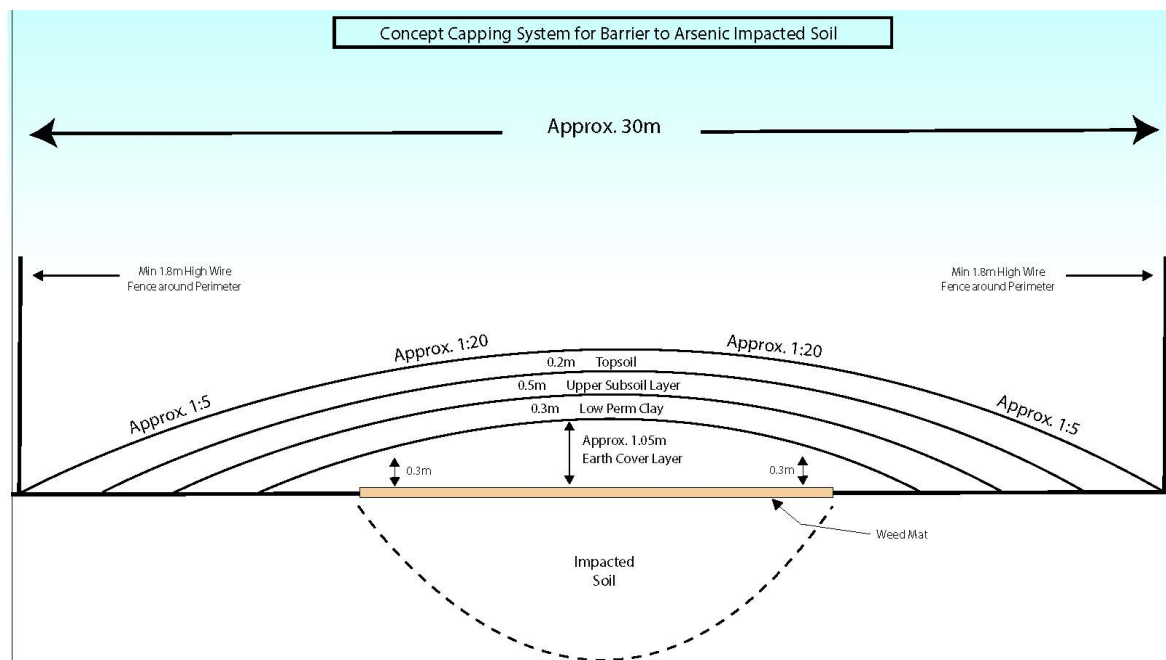 Concept Capping System for Barrier to Arsenic Impacted Soil
Approx. 30m
Min 1.8m High Wire
Fence around Perimeter
Min 1.8m High Wire
Fence around Perimeter
Approx. 1:20
Approx. 1:20
0.2m Topsoil
Approx. 1:5
0.5m Upper Subsoil Layer
Approx. 1:5
0.3m Low Perm Clay
Approx. 1.05m
Earth Cover Layer
0.3m
0.3m
Weed Mat
Impacted
Soil